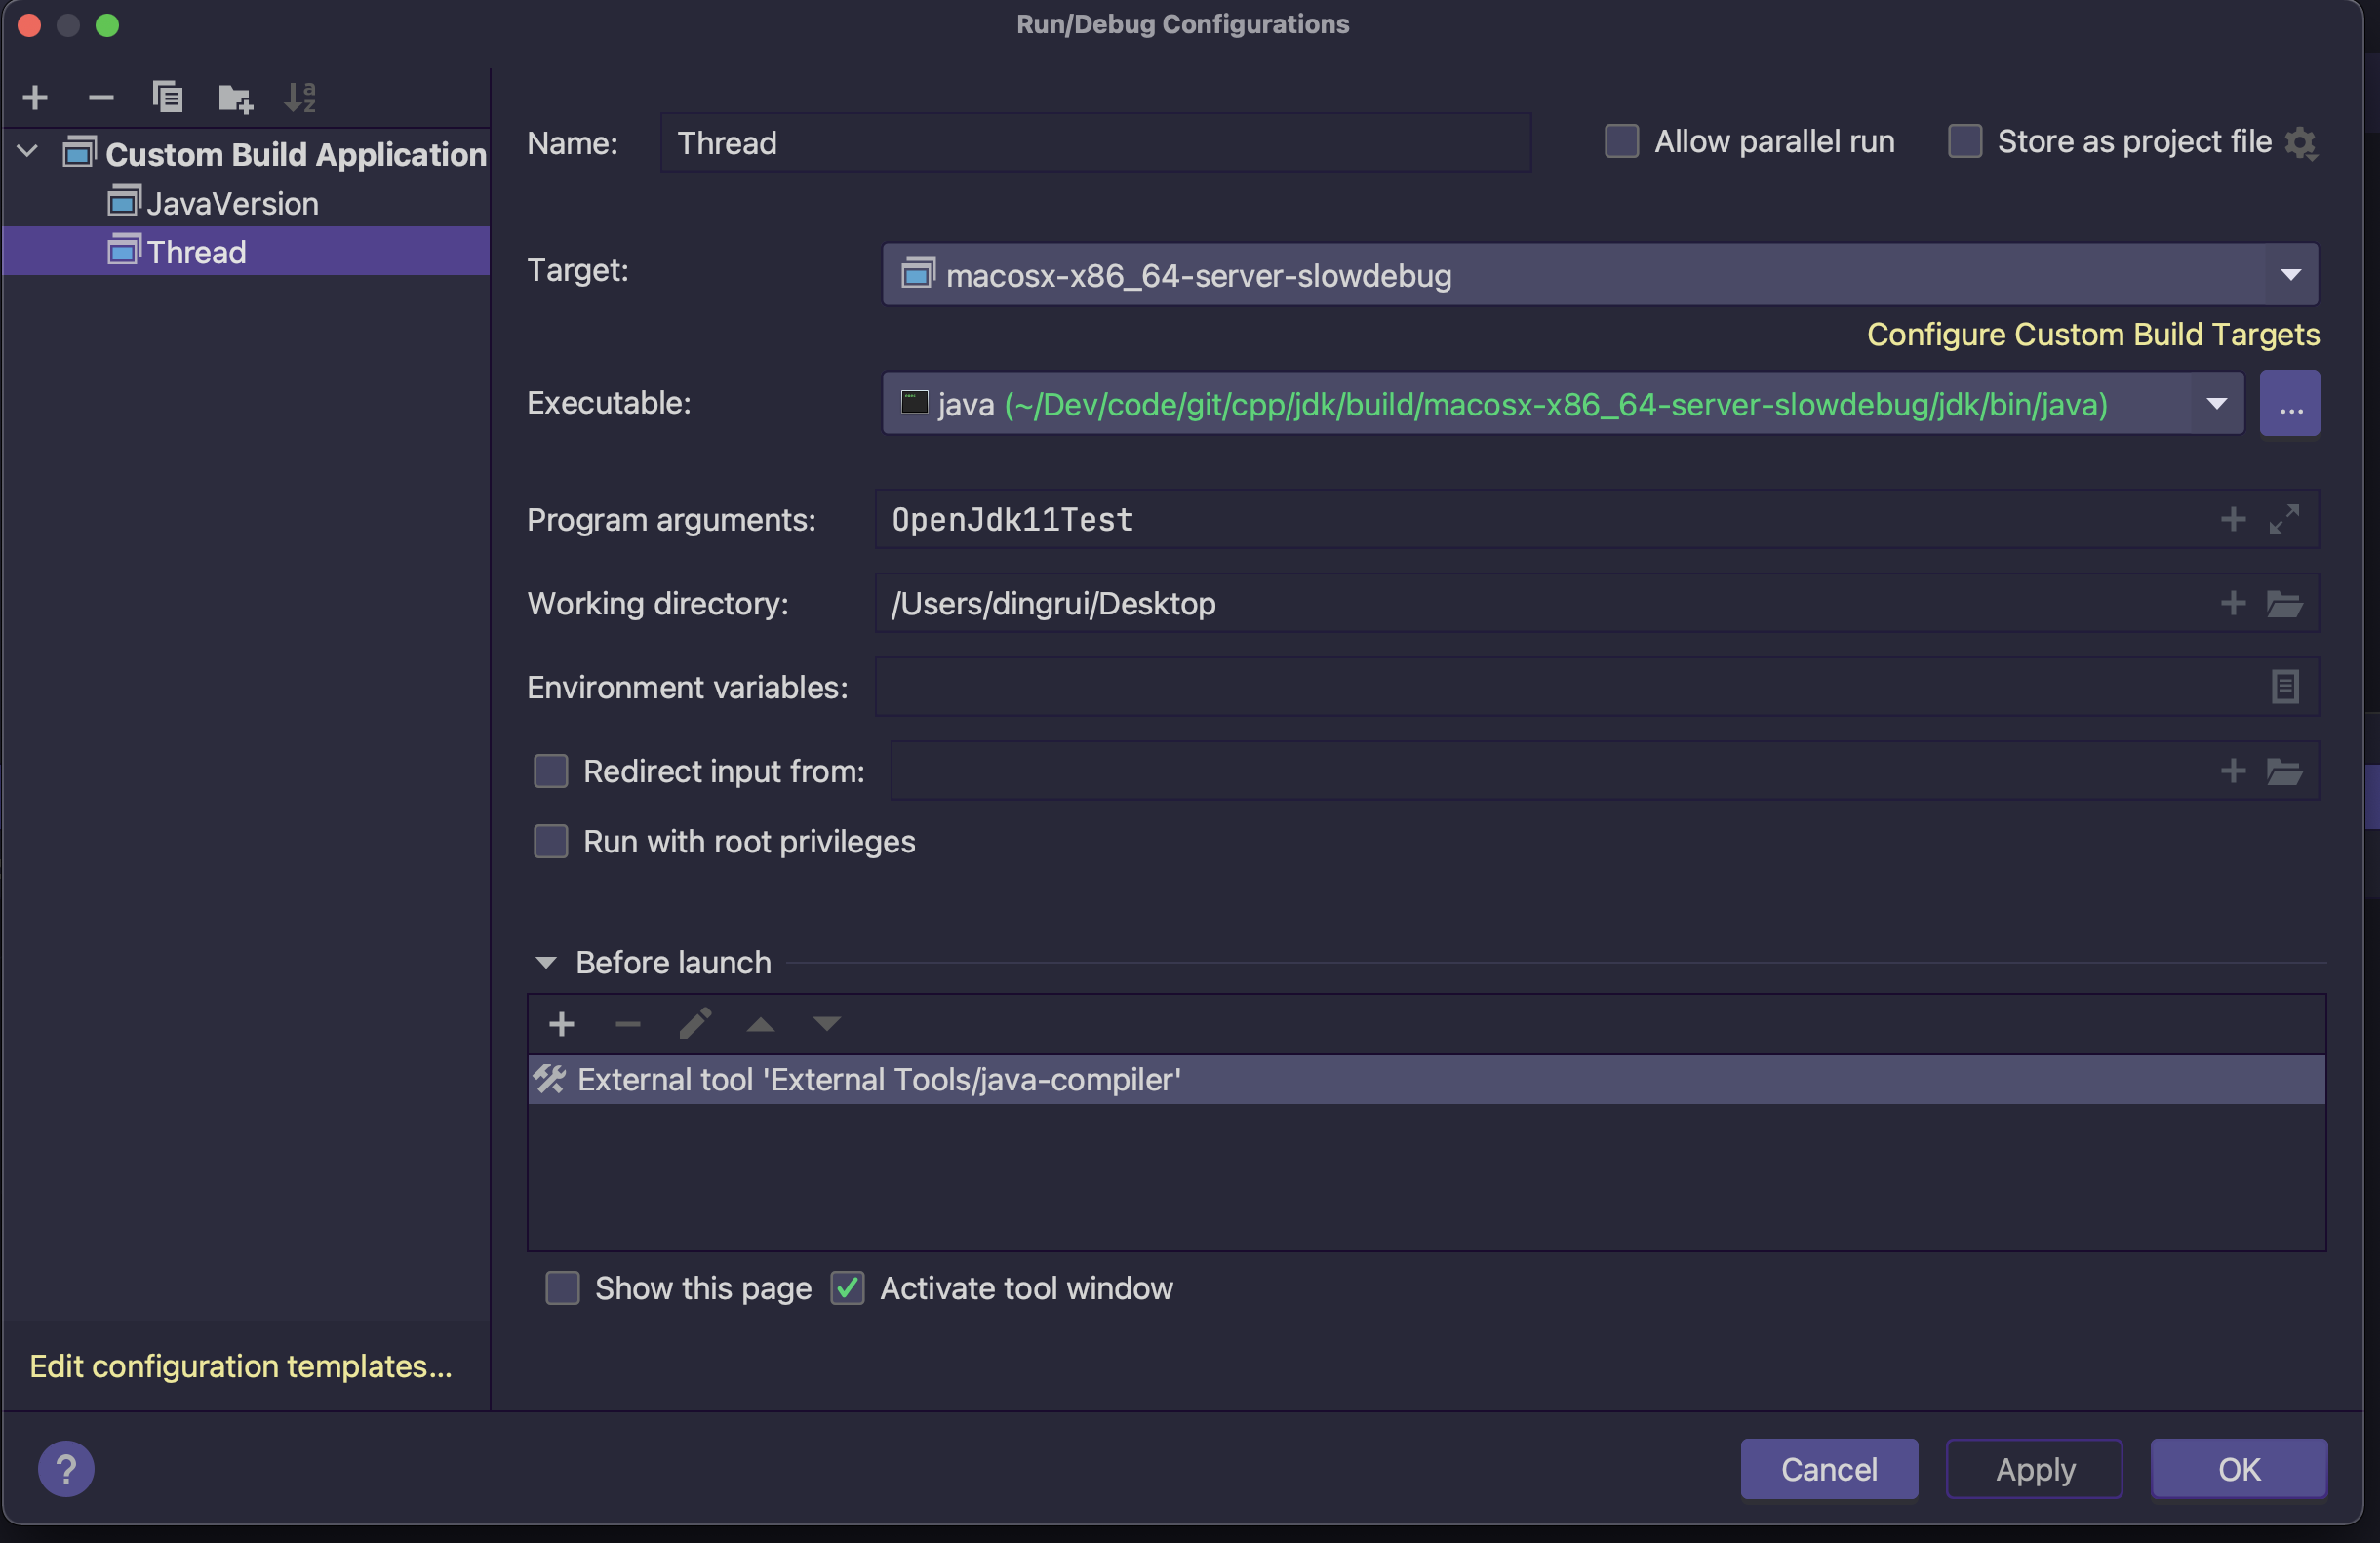 Run/Debug Configurations
Custom Build Application
JavaVersion
Thread
Name: Thread
Allow parallel run
Store as project file
Target: macosx-x86_64-server-slowdebug
Configure Custom Build Targets
Executable: java (~/Dev/code/git/cpp/jdk/build/macosx-x86_64-server-slowdebug/jdk/bin/java) ...
Program arguments: OpenJdk11Test
Working directory: /Users/dingrui/Desktop
Environment variables:
Redirect input from:
Run with root privileges
Before launch
External tool 'External Tools/java-compiler'
Show this page Activate tool window
Edit configuration templates...
? Cancel Apply OK